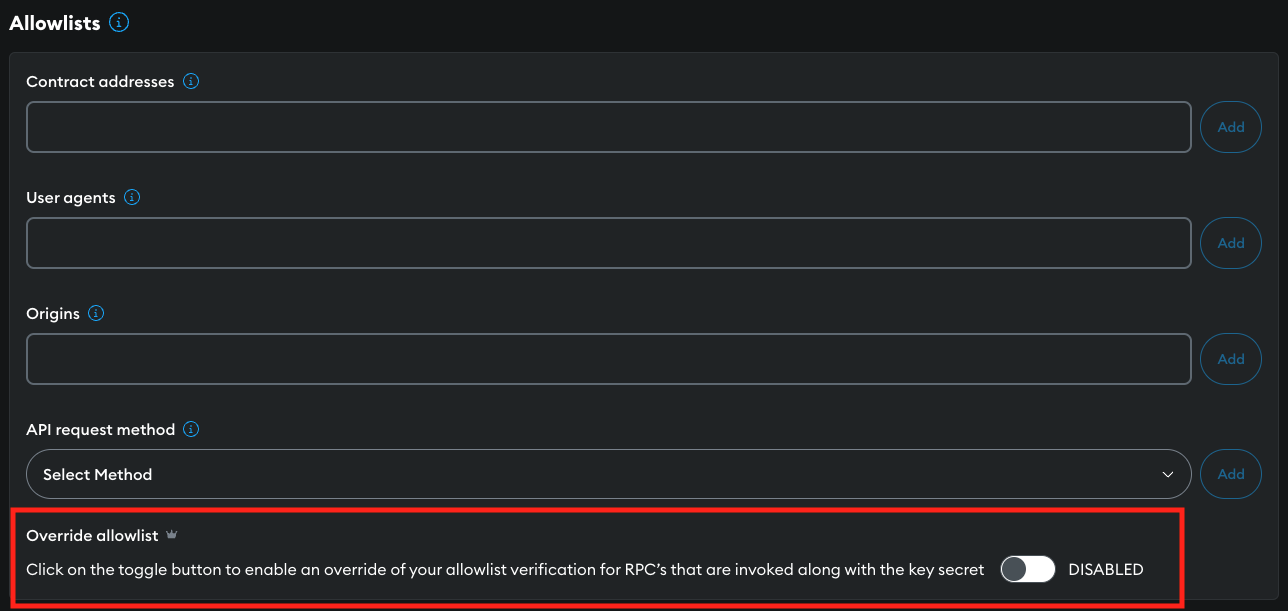 Allowlists
Contract addresses
Add
User agents
Add
Origins
Add
API request method
Select Method
Add
Override allowlist
Click on the toggle button to enable an override of your allowlist verification for RPC's that are invoked along with the key secret
DISABLED